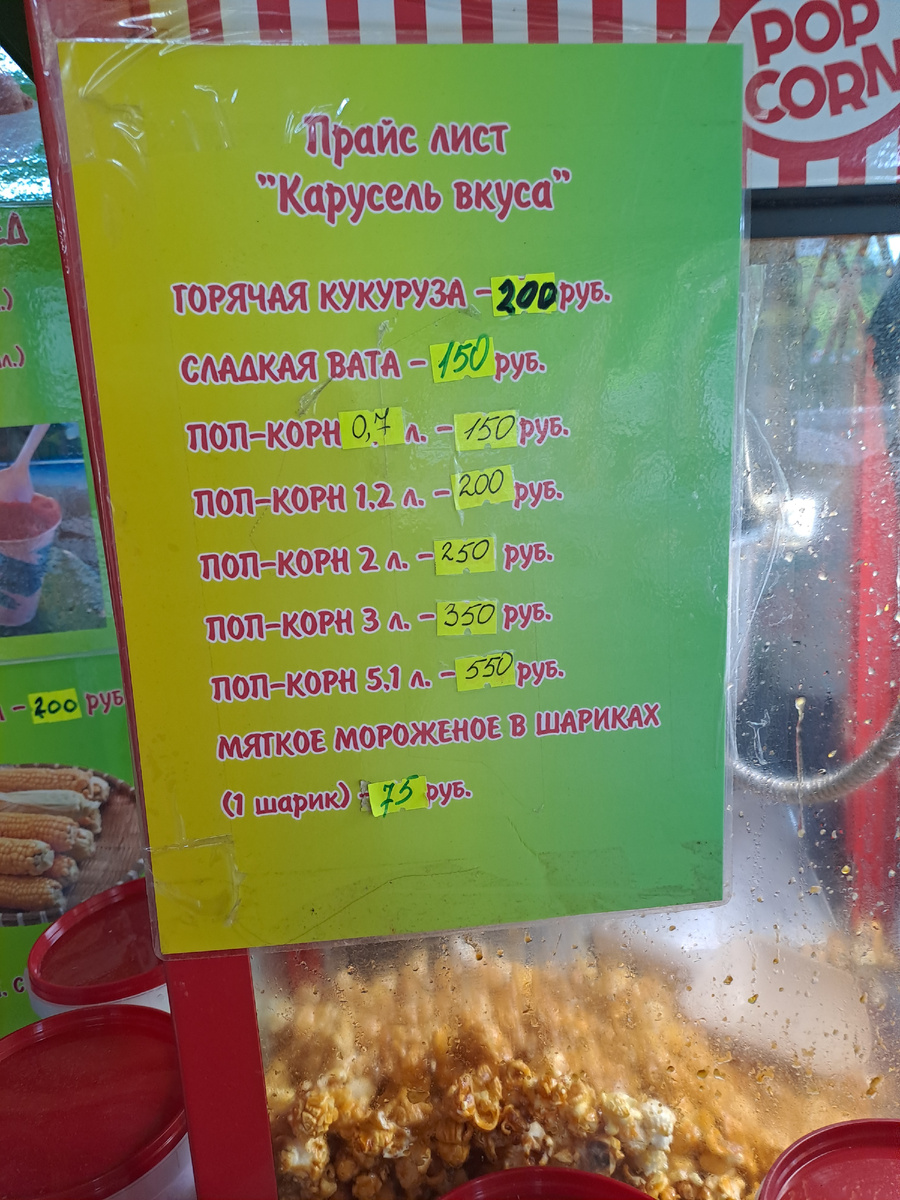 POP
CORN
Прайс лист
"Карусель вкуса"
ГОРЯЧАЯ КУКУРУЗА - 200 руб.
СЛАДКАЯ ВАТА - 150 руб.
ПОП-КОРН 0,7 л. - 150 руб.
ПОП-КОРН 1,2 л. - 200 руб.
ПОП-КОРН 2 л. - 250 руб.
ПОП-КОРН 3 л. - 350 руб.
ПОП-КОРН 5,1 л. - 550 руб.
МЯГКОЕ МОРОЖЕНОЕ В ШАРИКАХ
(1 шарик) - 75 руб.
- 200 руб